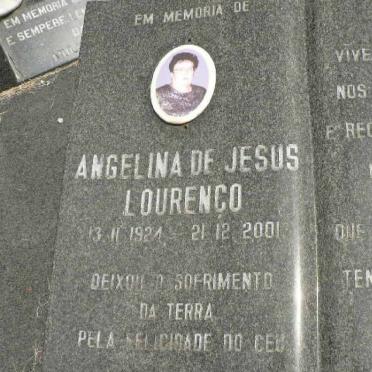 EM MEMORIA
E SEMPRE
EM MEMORIA DE
ANGELINA DE JESUS
LOURENÇO
13.11.1924 - 21.12.2001
DEIXOU O SOFRIMENTO
DA TERRA
PELA FELICIDADE DO CEU
VIVE
NOS
E REC
QUE
TEN